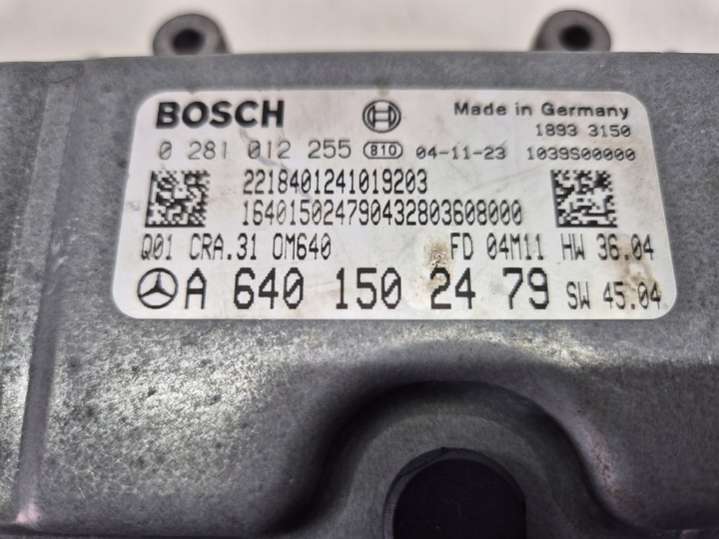 BOSCH Made in Germany
1893 3150
0 281 012 255 810 04-11-23 1039S00000
2218401241019203
164015024790432803608000
Q01 CRA.31 OM640 FD 04M11 HW 36.04
A 640 150 24 79 SW 45.04